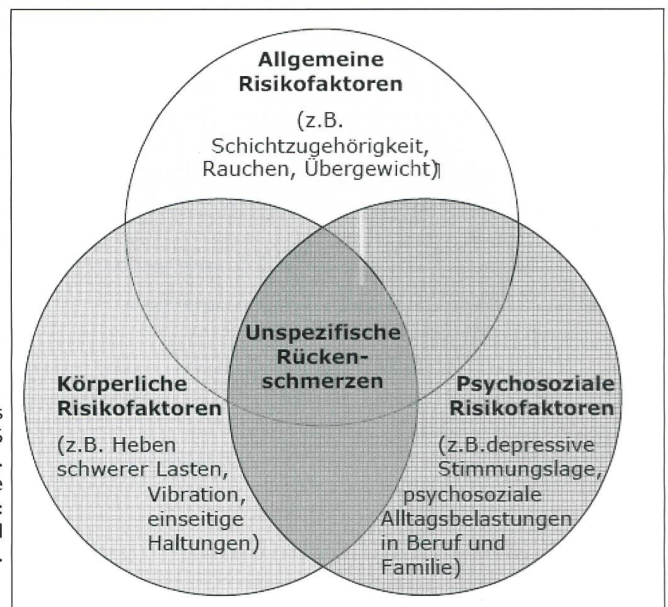 Allgemeine
Risikofaktoren
(z.B.
Schichtzugehörigkeit,
Rauchen, Übergewicht)
Unspezifische
Rücken-
schmerzen
Körperliche
Risikofaktoren
(z.B. Heben
schwerer Lasten,
Vibration,
einseitige
Haltungen)
Psychosoziale
Risikofaktoren
(z.B.depressive
Stimmungslage,
psychosoziale
Alltagsbelastungen
in Beruf und
Familie)